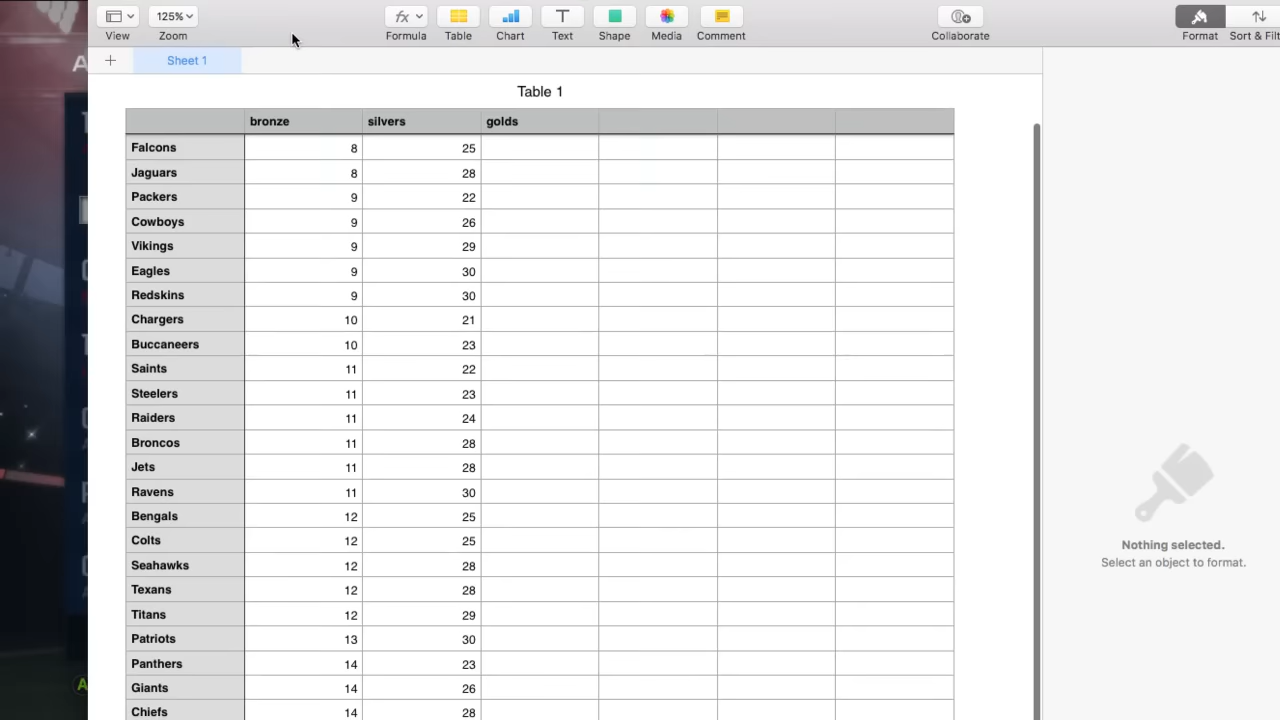 125%
View
Zoom
Formula
Table
Chart
Text
Shape
Media
Comment
Collaborate
Format
Sort & Filt
Sheet 1
Table 1
bronze silvers golds
Falcons 8 25
Jaguars 8 28
Packers 9 22
Cowboys 9 26
Vikings 9 29
Eagles 9 30
Redskins 9 30
Chargers 10 21
Buccaneers 10 23
Saints 11 22
Steelers 11 23
Raiders 11 24
Broncos 11 28
Jets 11 28
Ravens 11 30
Bengals 12 25
Colts 12 25
Seahawks 12 28
Texans 12 28
Titans 12 29
Patriots 13 30
Panthers 14 23
Giants 14 26
Chiefs 14 28
Nothing selected.
Select an object to format.